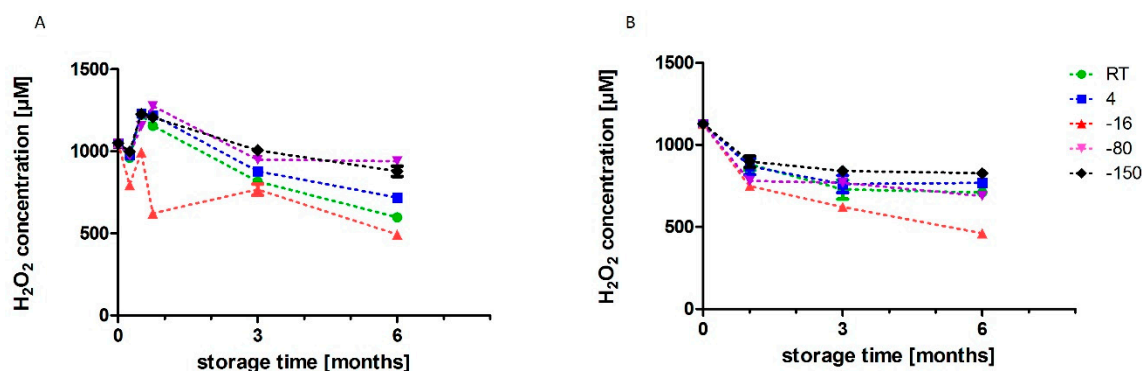 A
H2O2 concentration [µM]
1500
1000
500
0
0 3 6
storage time [months]
B
H2O2 concentration [µM]
1500
1000
500
0
0 3 6
storage time [months]
RT
4
-16
-80
-150